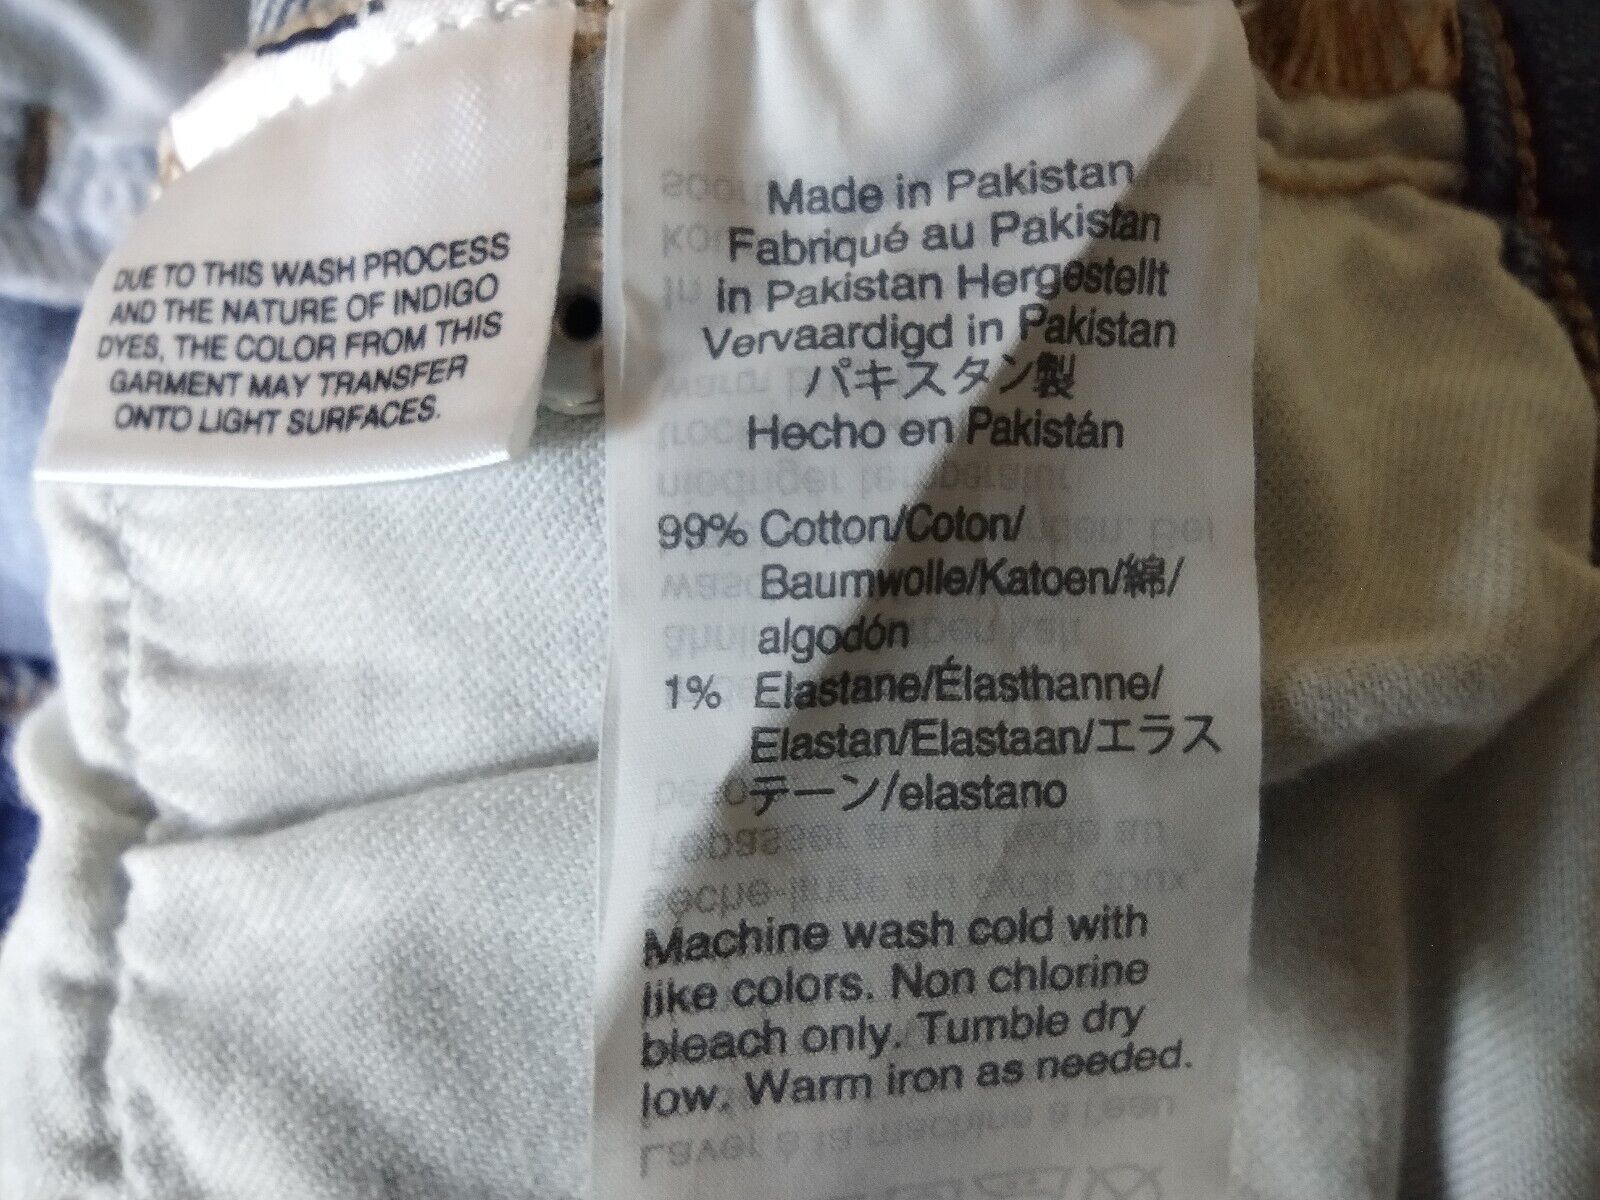 DUE TO THIS WASH PROCESS
AND THE NATURE OF INDIGO
DYES, THE COLOR FROM THIS
GARMENT MAY TRANSFER
ONTO LIGHT SURFACES.
Made in Pakistan
Fabriqué au Pakistan
in Pakistan Hergestellt
Vervaardigd in Pakistan
パキスタン製
Hecho en Pakistán
99% Cotton/Coton/
Baumwolle/Katoen/綿/
algodón
1% Elastane/Élasthanne/
Elastan/Elastaan/エラス
テーン/elastano
Machine wash cold with
like colors. Non chlorine
bleach only. Tumble dry
low. Warm iron as needed.